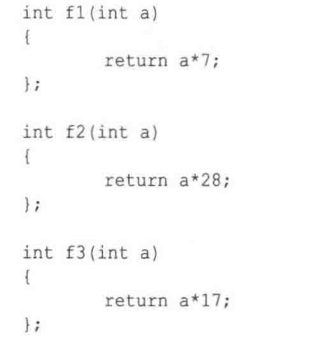 int f1(int a)
{
return a*7;
};
int f2(int a)
{
return a*28;
};
int f3(int a)
{
return a*17;
};